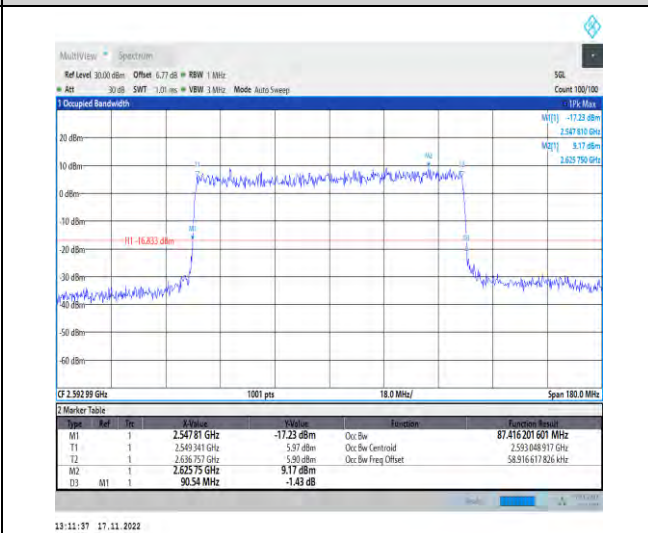 MultiView Spectrum
Ref Level 30.00 dBm Offset 6.77 dB RBW 1 MHz SGL
Att 30 dB SWT 1.01 ms VBW 3 MHz Mode Auto Sweep Count 100/100
1 Occupied Bandwidth 1Pk Max
M1[1] -17.23 dBm
2.547 810 GHz
M2[1] 9.17 dBm
2.625 750 GHz
20 dBm
M2
10 dBm
0 dBm
-10 dBm
M1
H1 -16.833 dBm
-20 dBm
-30 dBm
-40 dBm
-50 dBm
-60 dBm
CF 2.592 99 GHz 1001 pts 18.0 MHz/ Span 180.0 MHz
2 Marker Table
Type Ref Trc X-Value Y-Value Function Function Result
M1 1 2.547 81 GHz -17.23 dBm Occ Bw 87.416 201 601 MHz
T1 1 2.549 341 GHz 5.97 dBm Occ Bw Centroid 2.593 048 917 GHz
T2 1 2.636 757 GHz 5.90 dBm Occ Bw Freq Offset 58.916 617 826 kHz
M2 1 2.625 75 GHz 9.17 dBm
D3 M1 1 90.54 MHz -1.43 dB
13:11:37 17.11.2022